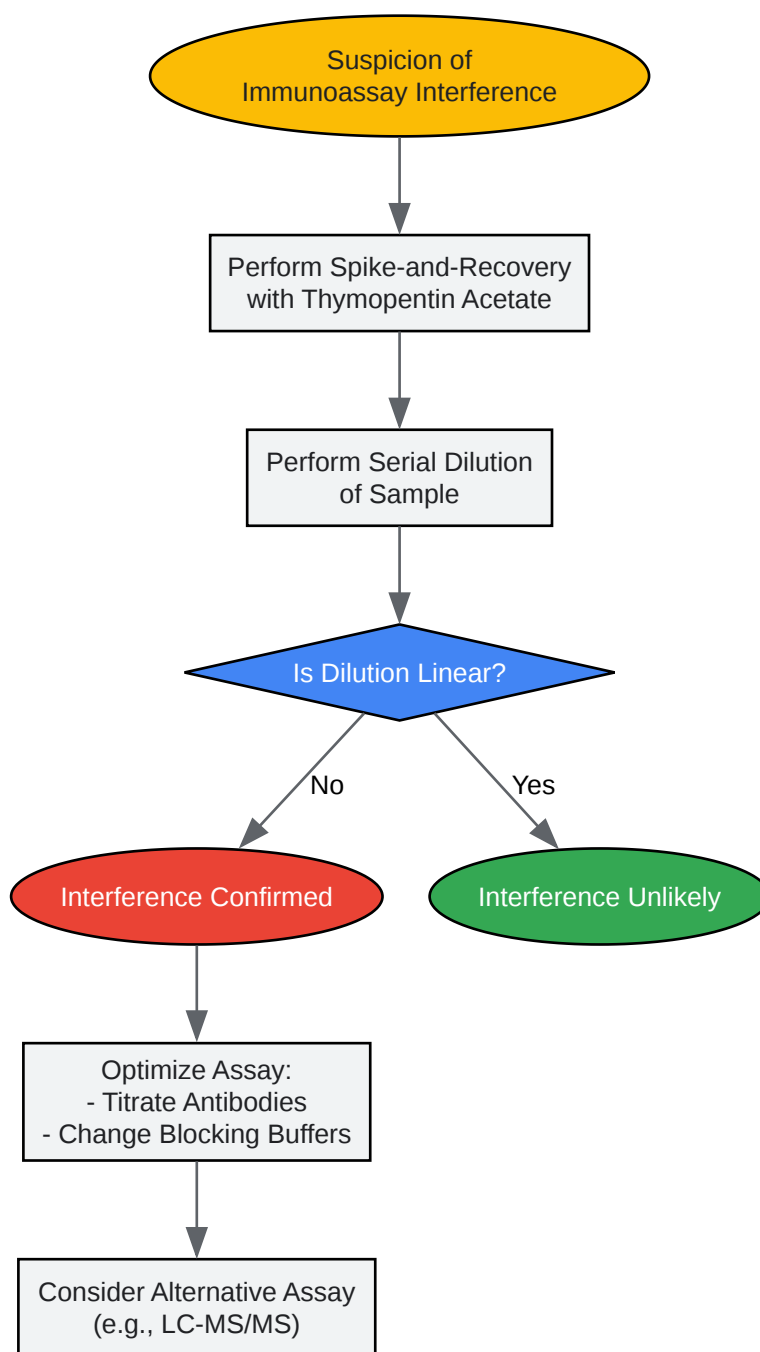 Suspicion of
Immunoassay Interference
Perform Spike-and-Recovery
with Thymopentin Acetate
Perform Serial Dilution
of Sample
Is Dilution Linear?
No
Yes
Interference Confirmed
Interference Unlikely
Optimize Assay:
- Titrate Antibodies
- Change Blocking Buffers
Consider Alternative Assay
(e.g., LC-MS/MS)